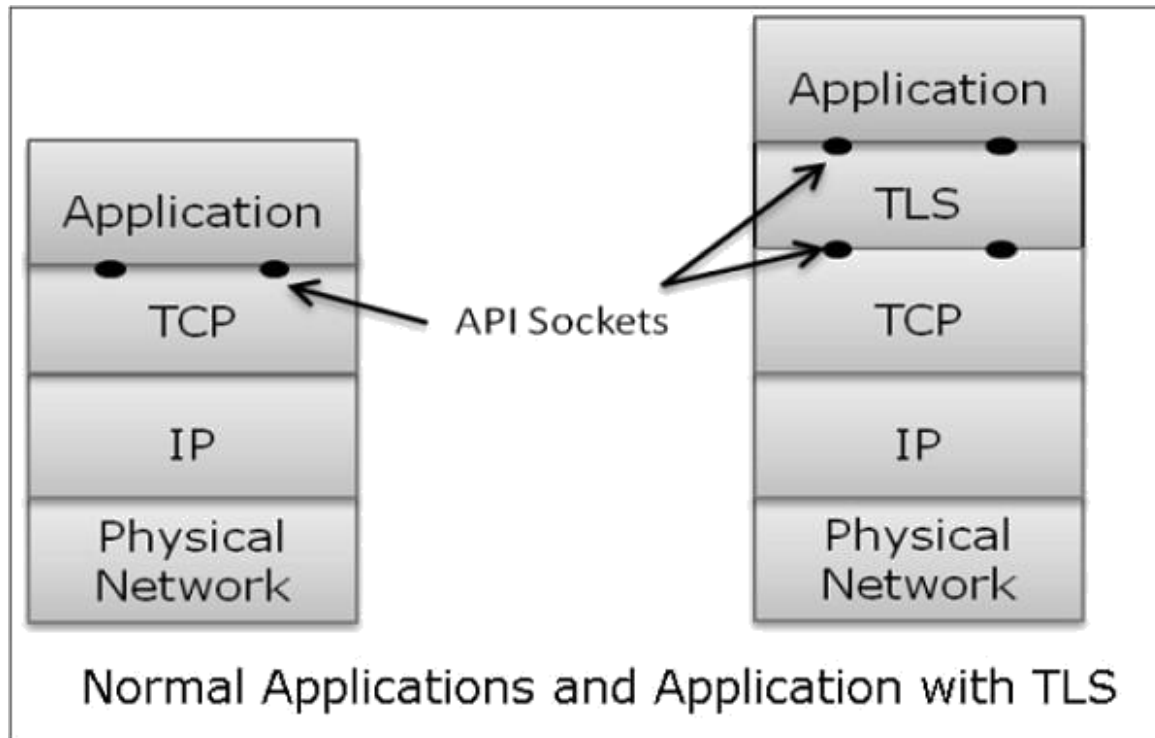 Application
TCP
IP
Physical
Network
API Sockets
Application
TLS
TCP
IP
Physical
Network
Normal Applications and Application with TLS